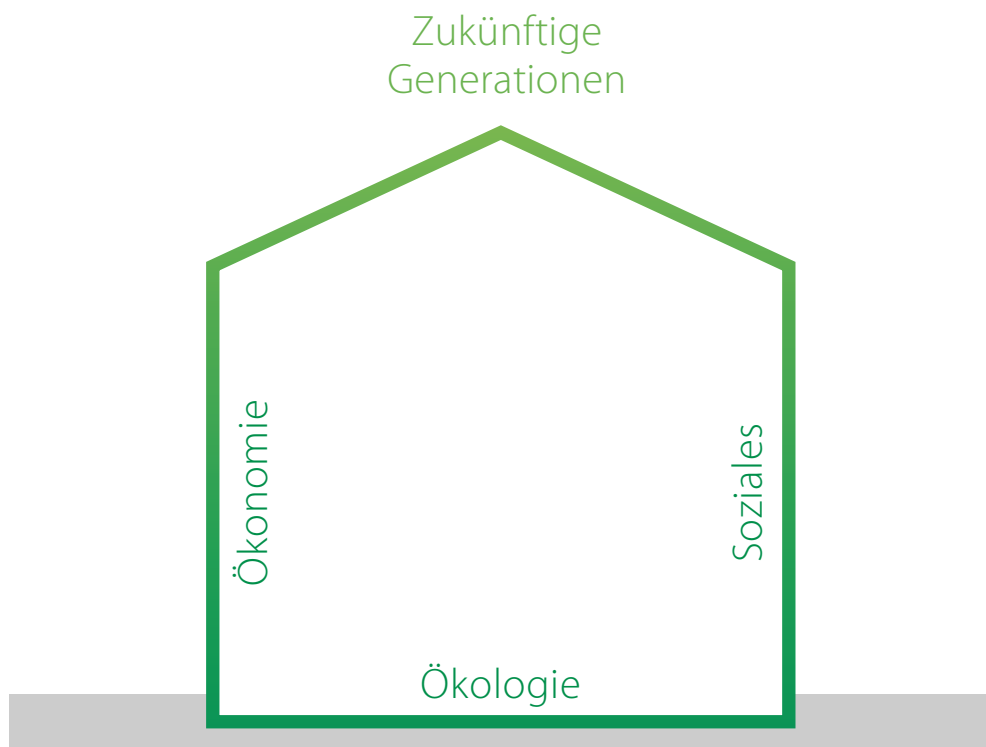 Zukünftige
Generationen
Ökonomie
Soziales
Ökologie